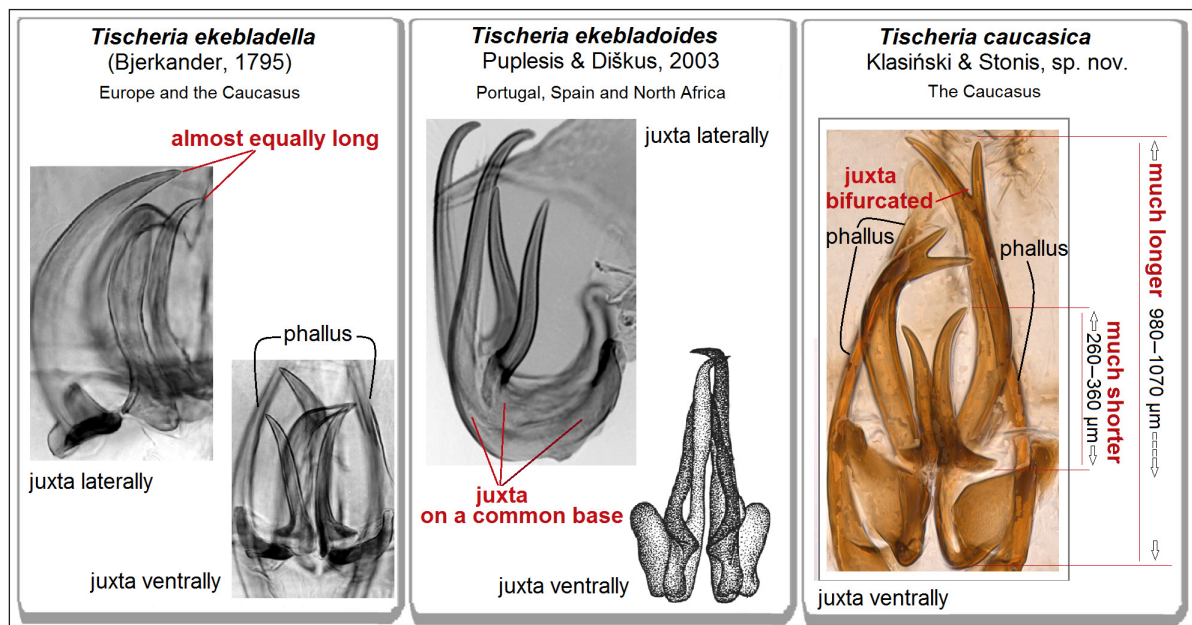 Tischeria ekebladella
(Bjerkander, 1795)
Europe and the Caucasus
almost equally long
juxta laterally
phallus
juxta ventrally
Tischeria ekebladoides
Puplesis & Diškus, 2003
Portugal, Spain and North Africa
juxta laterally
juxta
on a common base
juxta ventrally
Tischeria caucasica
Klasiński & Stonis, sp. nov.
The Caucasus
juxta
bifurcated
phallus
phallus
much longer
980–1070 µm
much shorter
260–360 µm
juxta ventrally